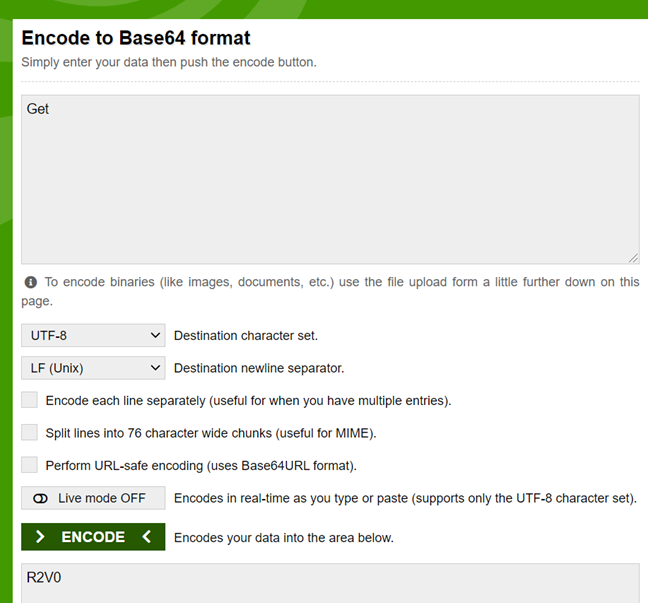 Encode to Base64 format
Simply enter your data then push the encode button.
Get
To encode binaries (like images, documents, etc.) use the file upload form a little further down on this
page.
UTF-8 Destination character set.
LF (Unix) Destination newline separator.
Encode each line separately (useful for when you have multiple entries).
Split lines into 76 character wide chunks (useful for MIME).
Perform URL-safe encoding (uses Base64URL format).
Live mode OFF Encodes in real-time as you type or paste (supports only the UTF-8 character set).
ENCODE Encodes your data into the area below.
R2V0